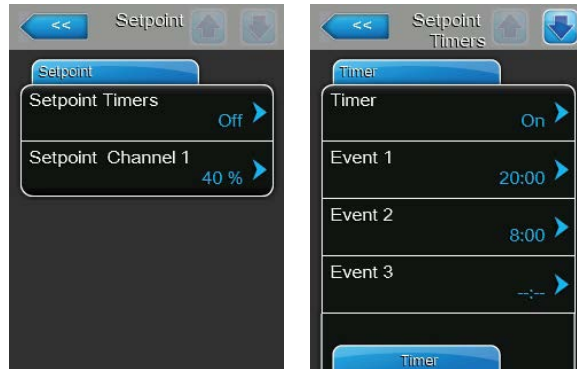 <<
Setpoint
Setpoint
Setpoint Timers
Off
Setpoint Channel 1
40 %
<<
Setpoint
Timers
Timer
Timer
On
Event 1
20:00
Event 2
8:00
Event 3
--:--
Timer